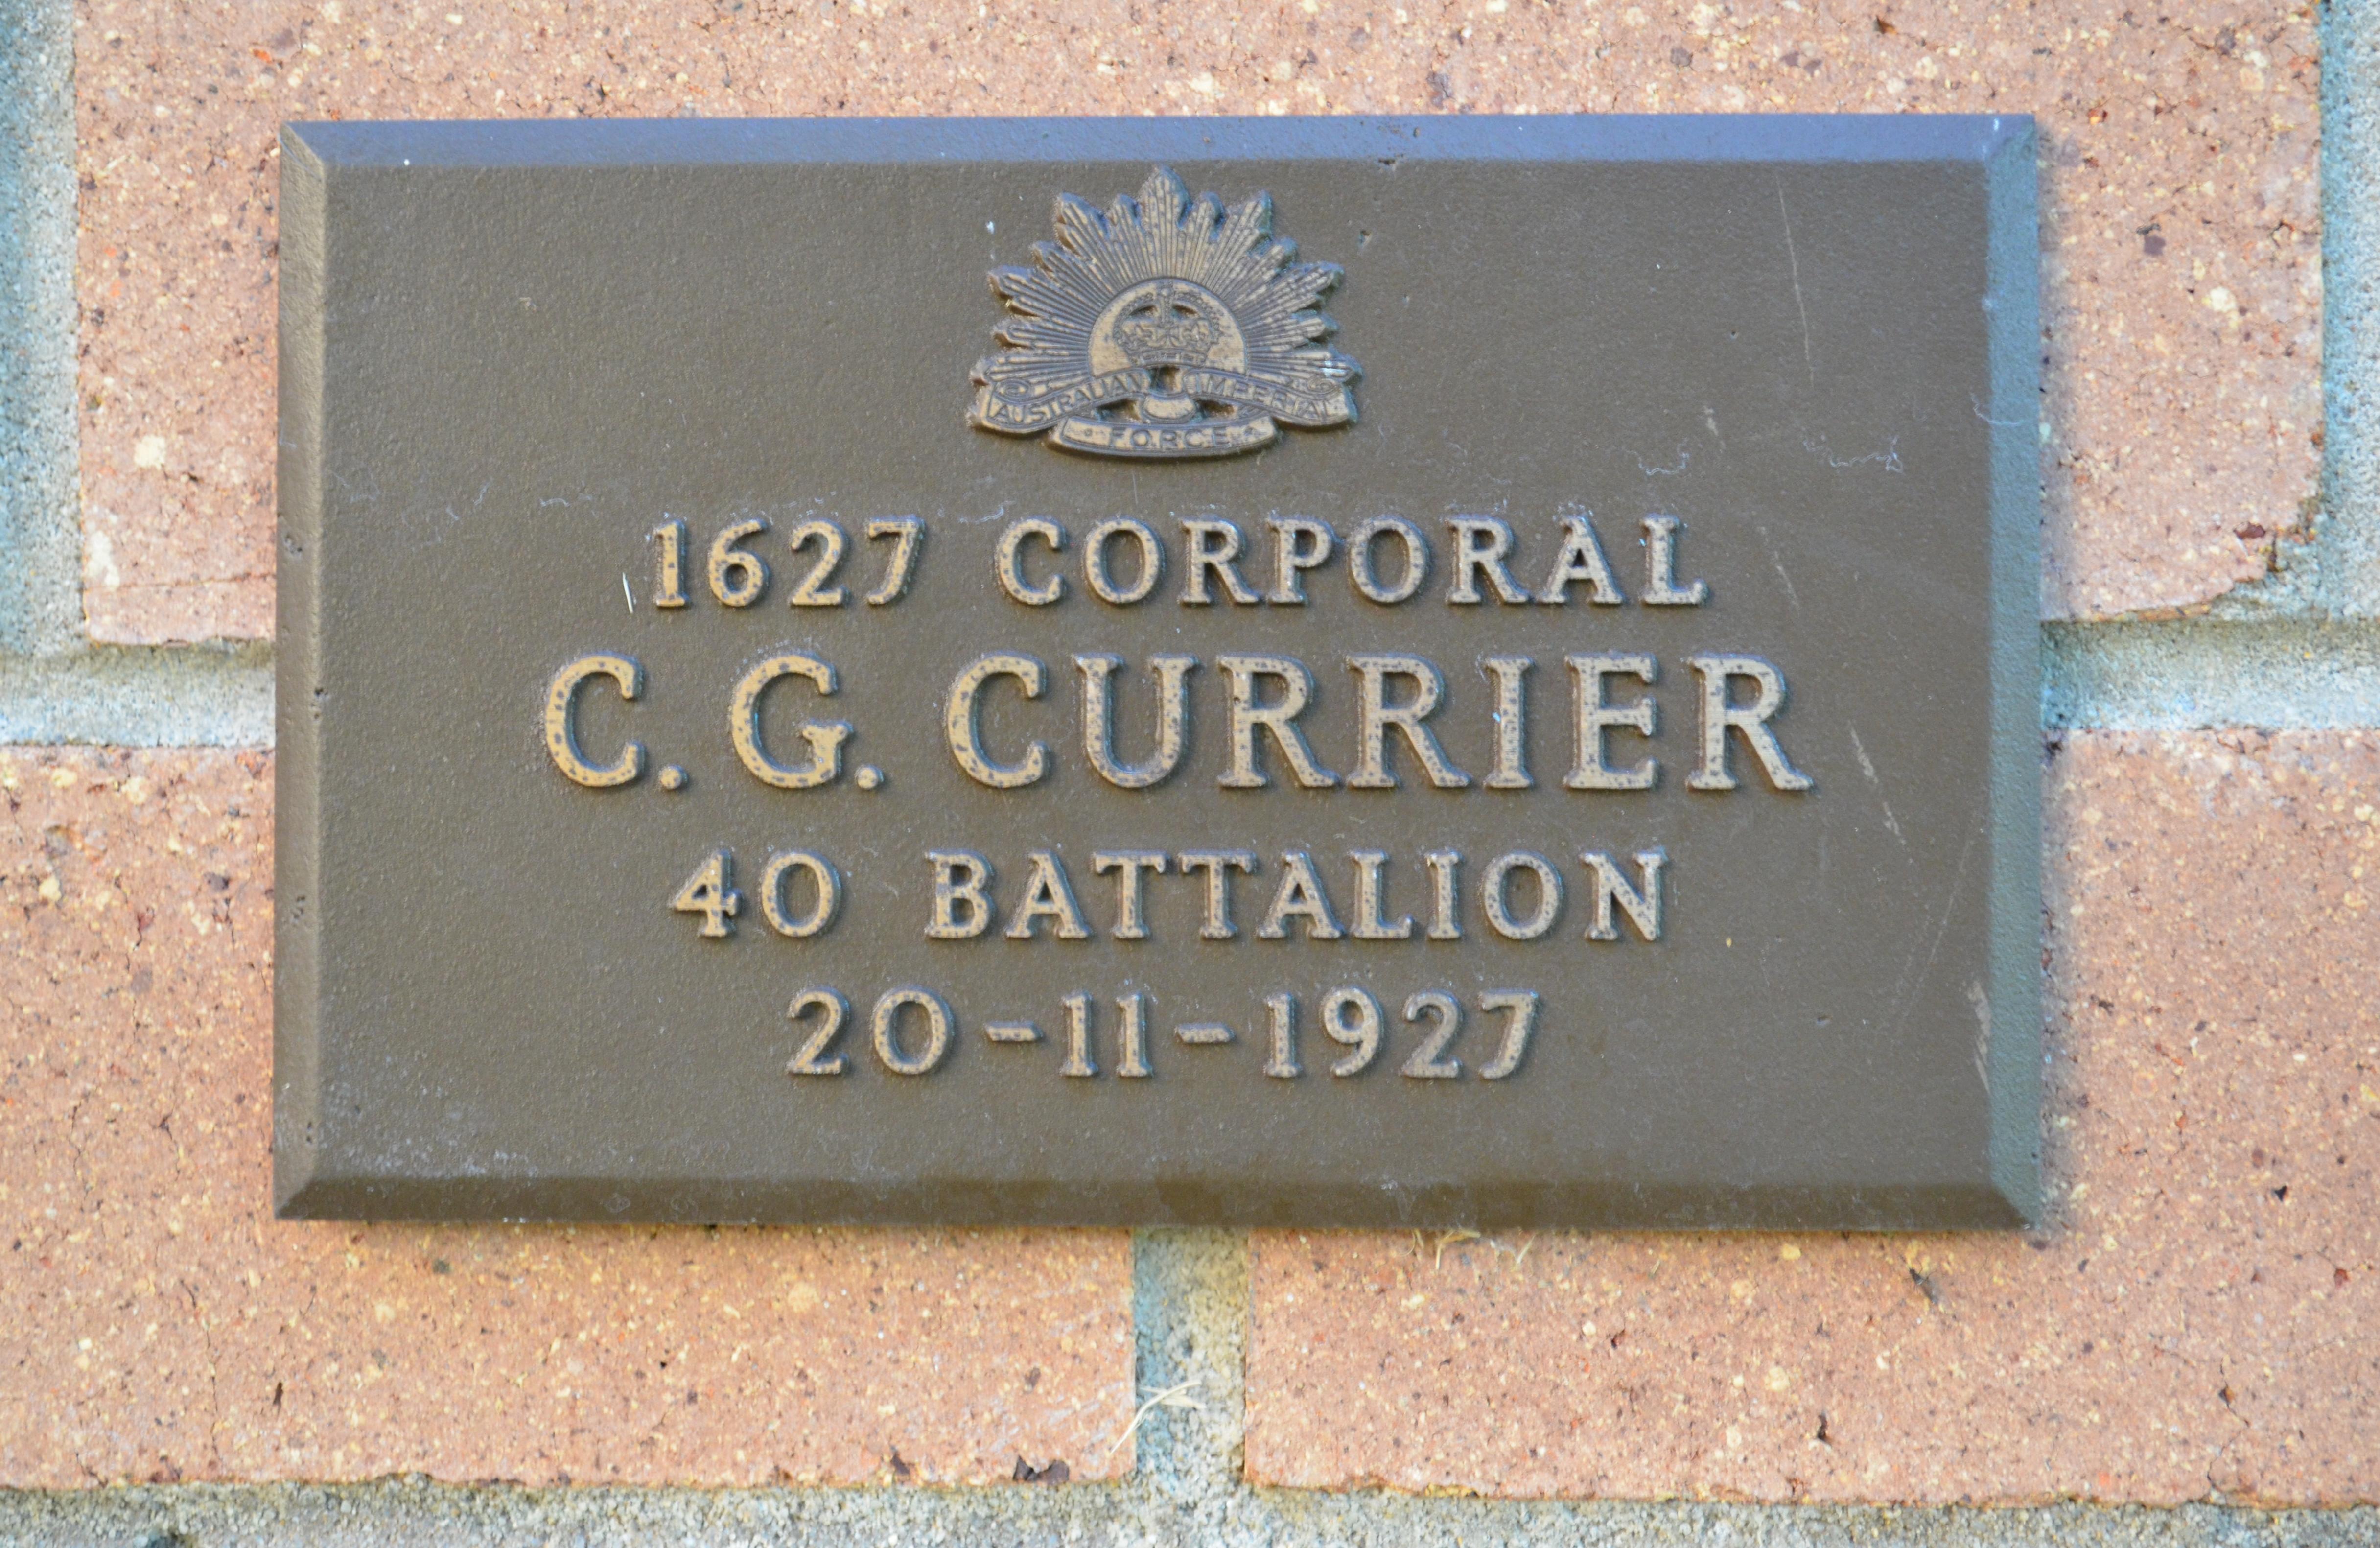 AUSTRALIAN IMPERIAL
FORCE
1627 CORPORAL
C. G. CURRIER
40 BATTALION
20-11-1927